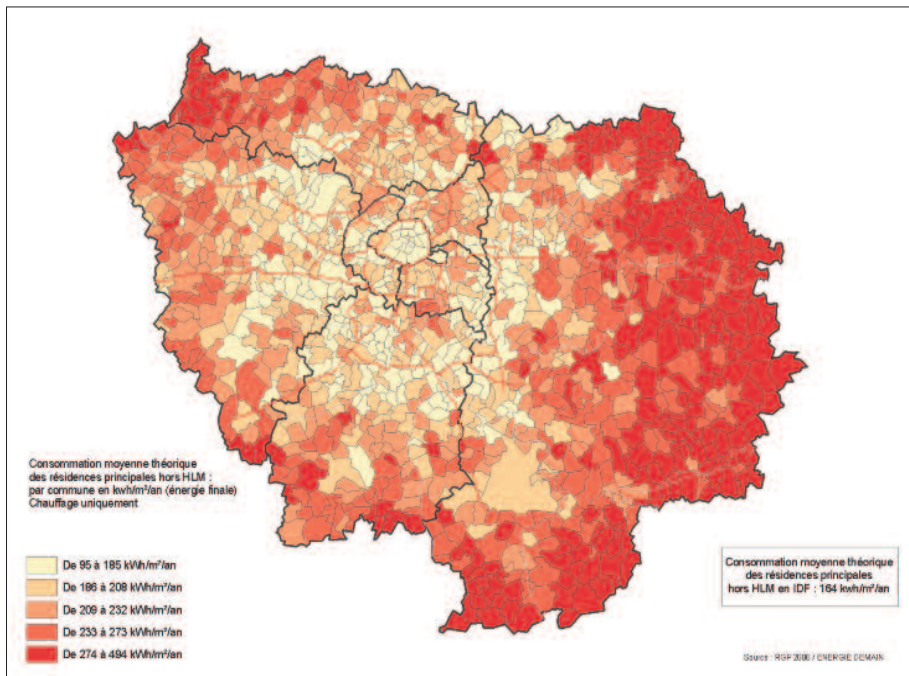 Consommation moyenne théorique
des résidences principales hors HLM :
par commune en kwh/m²/an (énergie finale)
Chauffage uniquement
De 95 à 185 kWh/m²/an
De 186 à 208 kWh/m²/an
De 209 à 232 kWh/m²/an
De 233 à 273 kWh/m²/an
De 274 à 494 kWh/m²/an
Consommation moyenne théorique
des résidences principales
hors HLM en IDF : 164 kwh/m²/an
Source : RGP 2006 / ENERGIE DEMAIN